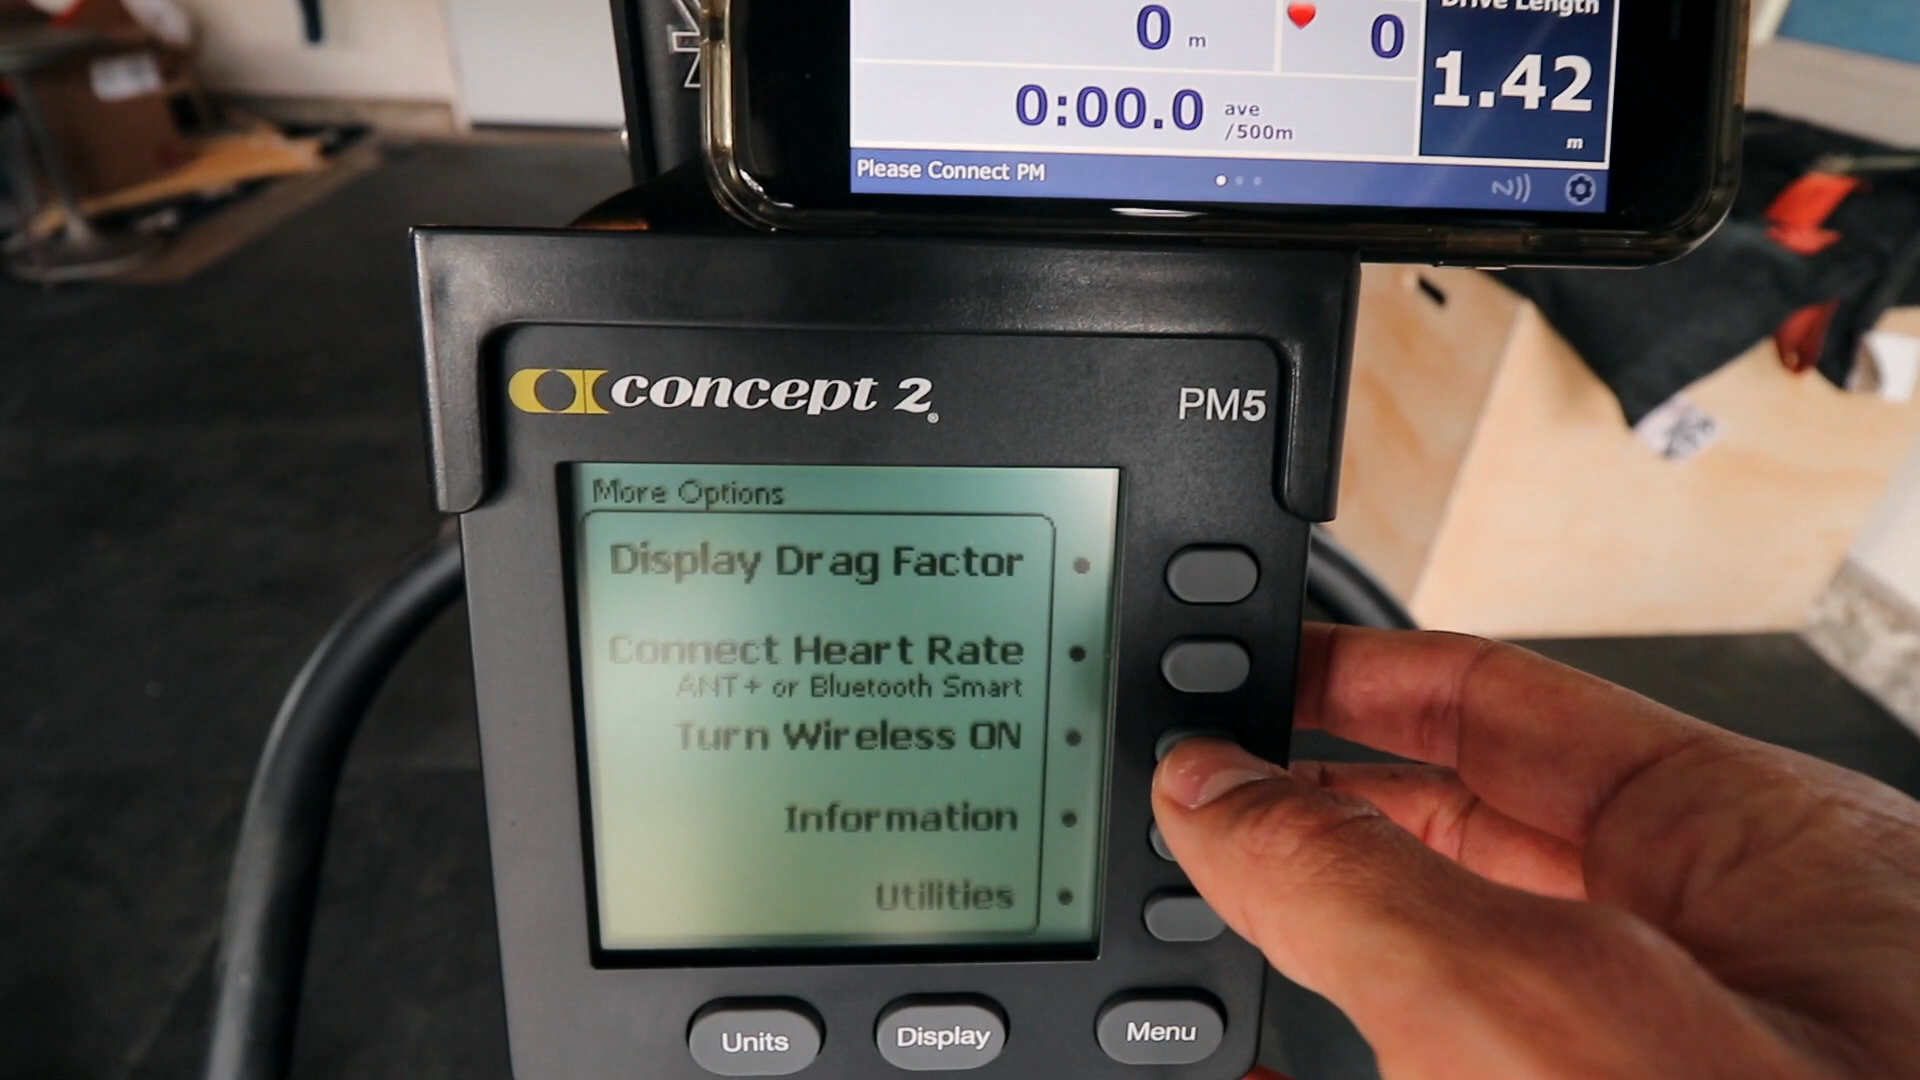 Drive Length
0 m
0
1.42
m
0:00.0 ave
/500m
Please Connect PM
concept 2®
PM5
More Options
Display Drag Factor
Connect Heart Rate
ANT+ or Bluetooth Smart
Turn Wireless ON
Information
Utilities
Units
Display
Menu